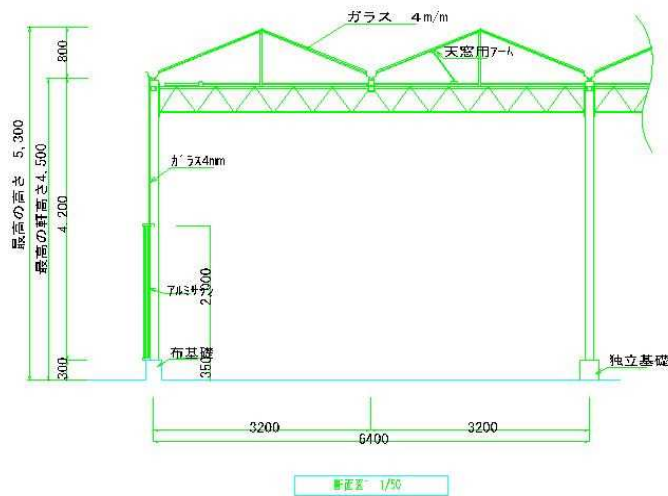 ガラス 4m/m
天窓用アーム
800
最高の高さ 5,300
最高の軒高さ4,500
4,200
ガラス4mm
2,000
アルミサッシ
布基礎
350
300
独立基礎
3200
3200
6400
断面図 1/50